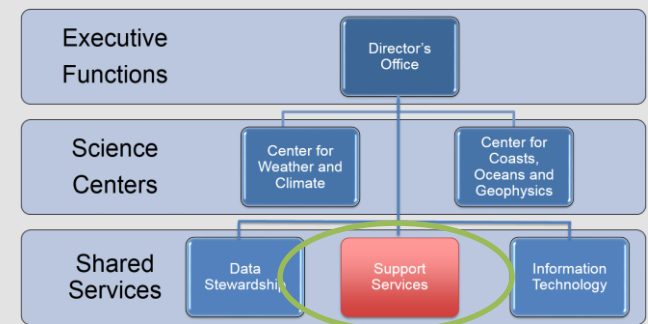 Executive
Functions
Director's
Office
Science
Centers
Center for
Weather and
Climate
Center for
Coasts,
Oceans and
Geophysics
Shared
Services
Data
Stewardship
Support
Services
Information
Technology